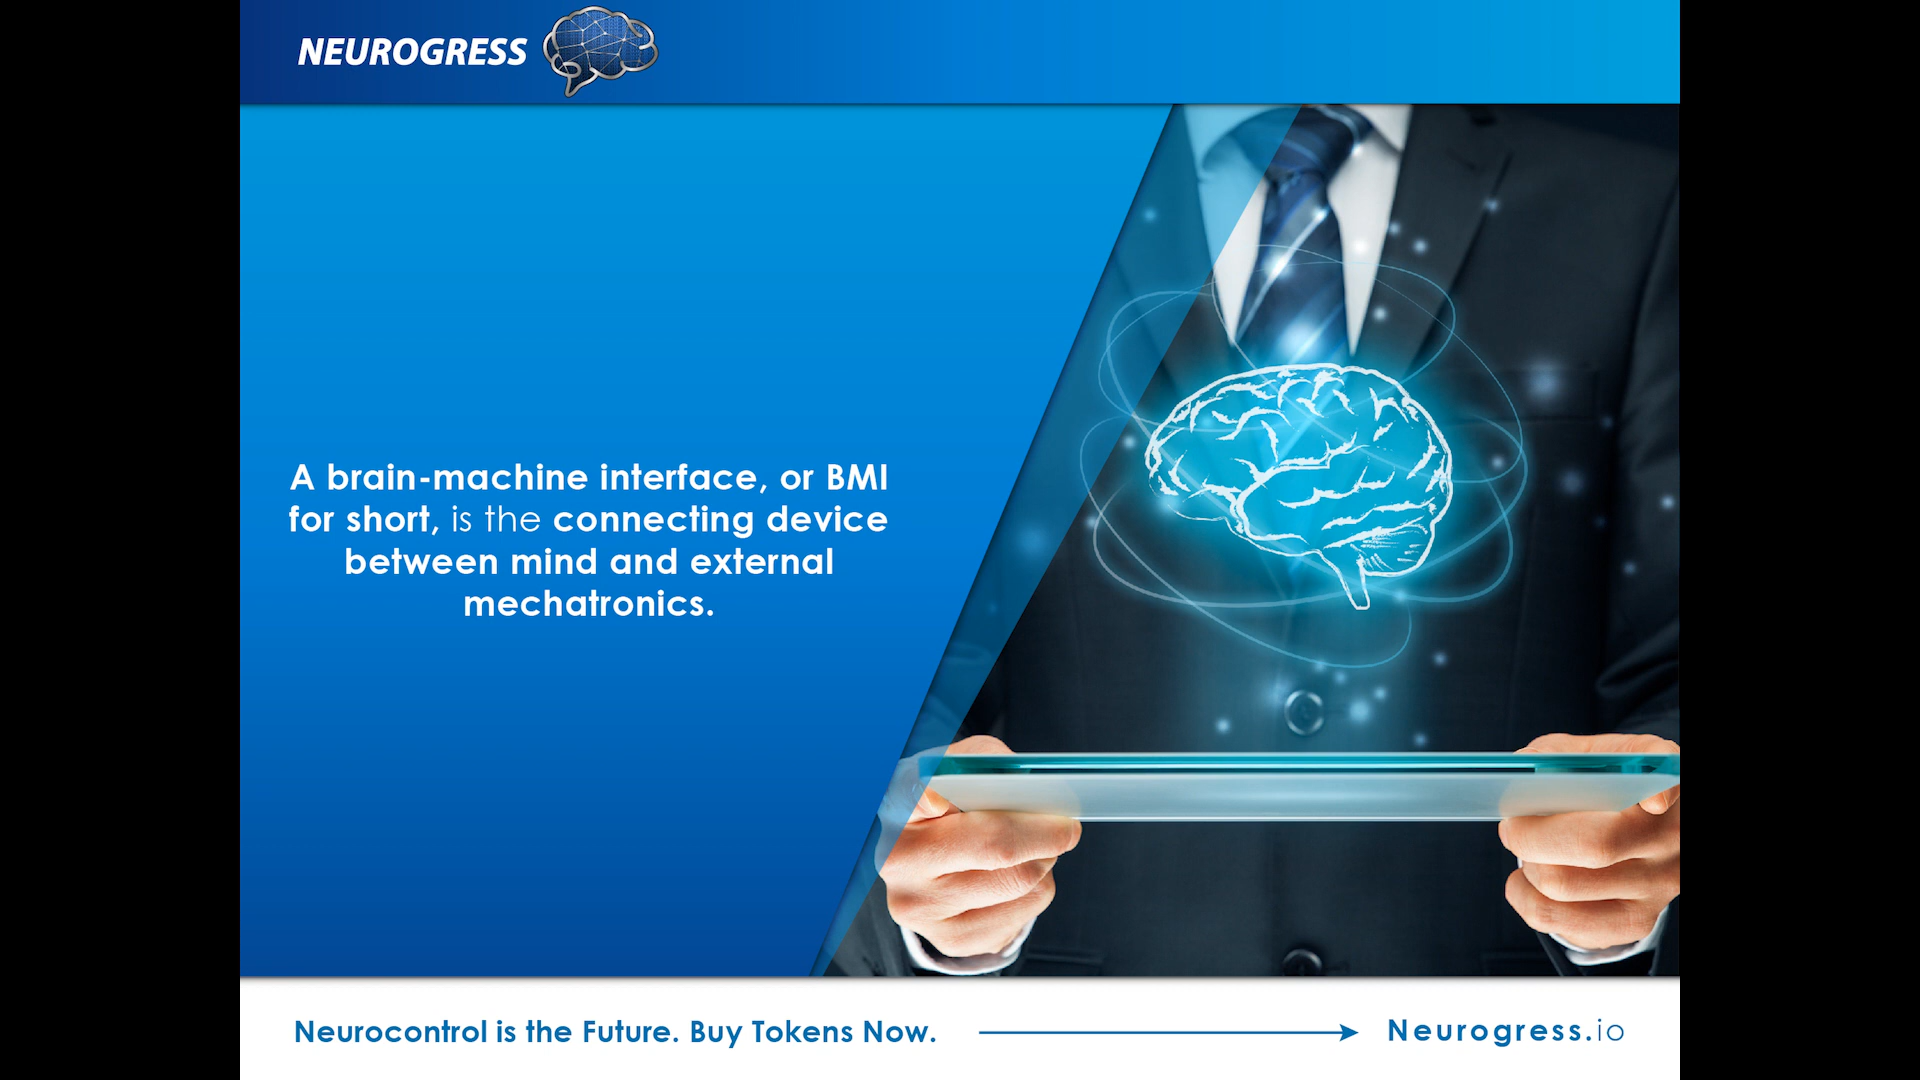 NEUROGRESS
A brain-machine interface, or BMI
for short, is the connecting device
between mind and external
mechatronics.
Neurocontrol is the Future. Buy Tokens Now.
Neurogress.io